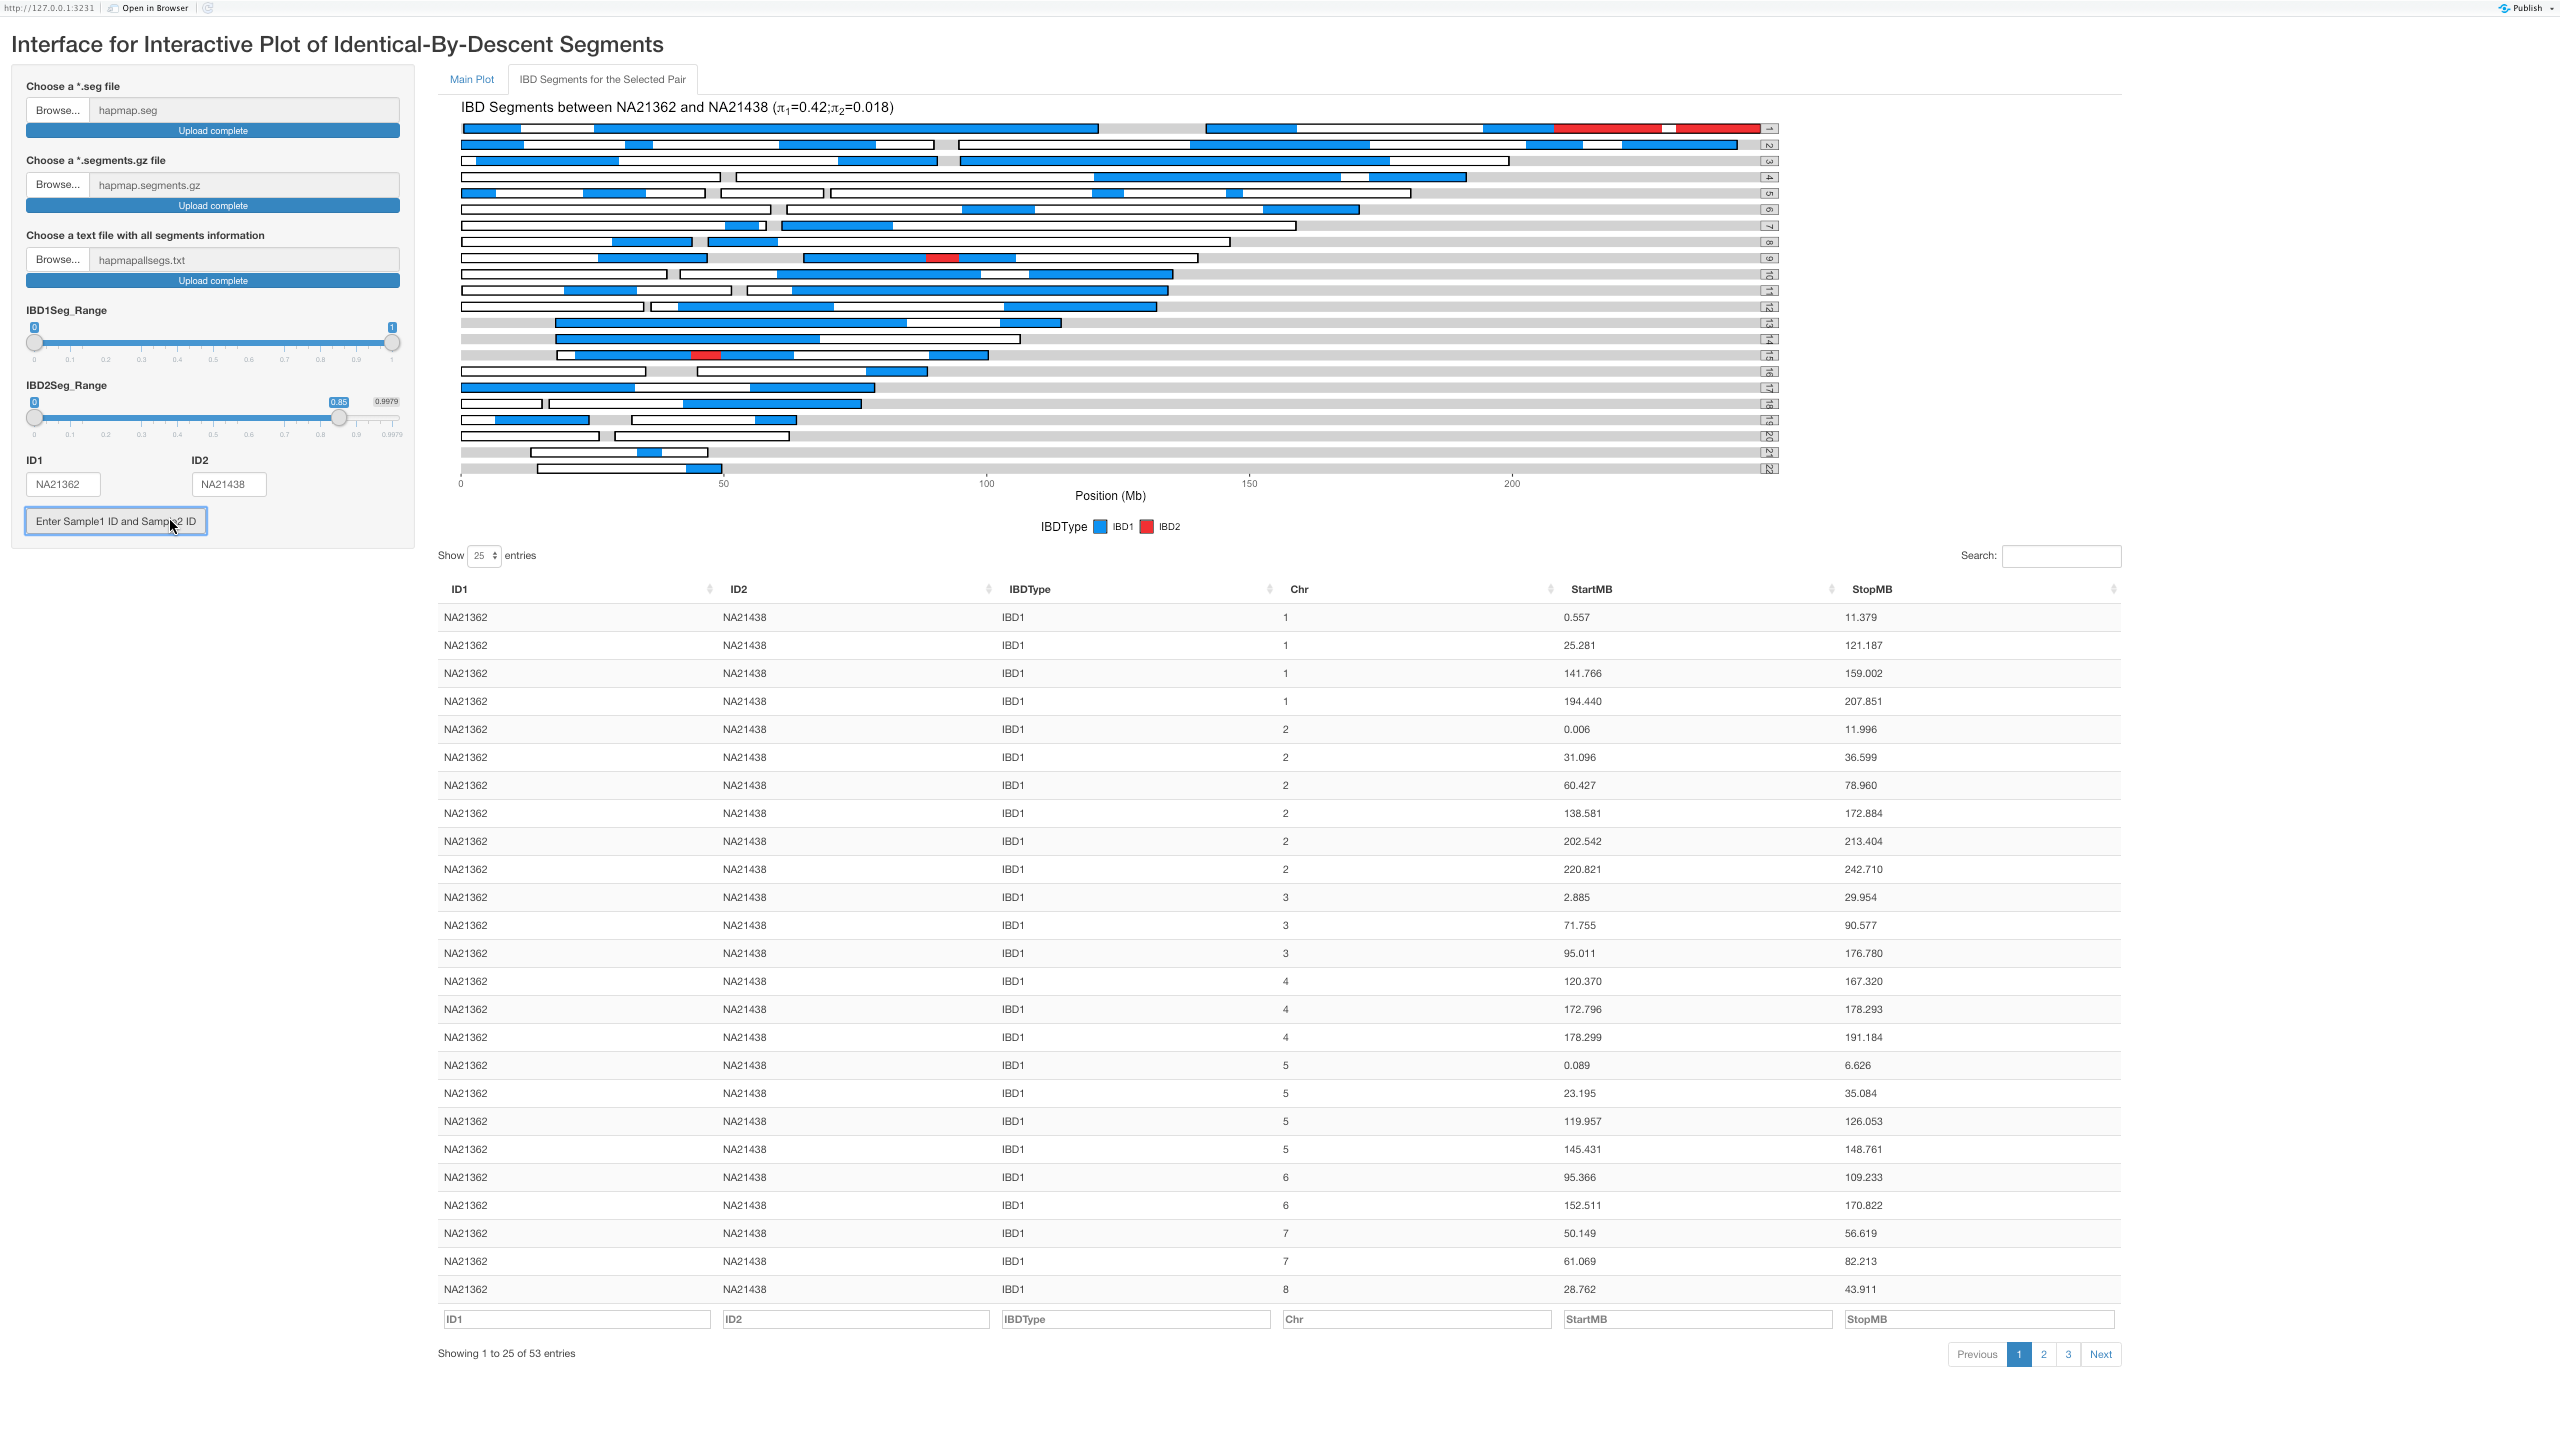 http://127.0.0.1:3231 Open in Browser Publish
Interface for Interactive Plot of Identical-By-Descent Segments
Choose a *.seg file
Browse... hapmap.seg
Upload complete
Choose a *.segments.gz file
Browse... hapmap.segments.gz
Upload complete
Choose a text file with all segments information
Browse... hapmapallsegs.txt
Upload complete
IBD1Seg_Range
0 1
0 0.1 0.2 0.3 0.4 0.5 0.6 0.7 0.8 0.9 1
IBD2Seg_Range
0 0.85 0.9979
0 0.1 0.2 0.3 0.4 0.5 0.6 0.7 0.8 0.9 0.9979
ID1 ID2
NA21362 NA21438
Enter Sample1 ID and Sample2 ID
Main Plot IBD Segments for the Selected Pair
IBD Segments between NA21362 and NA21438 (π1=0.42;π2=0.018)
1
2
3
4
5
6
7
8
9
10
11
12
13
14
15
16
17
18
19
20
21
22
0 50 100 150 200
Position (Mb)
IBDType IBD1 IBD2
Show 25 entries Search:
ID1 ID2 IBDType Chr StartMB StopMB
NA21362 NA21438 IBD1 1 0.557 11.379
NA21362 NA21438 IBD1 1 25.281 121.187
NA21362 NA21438 IBD1 1 141.766 159.002
NA21362 NA21438 IBD1 1 194.440 207.851
NA21362 NA21438 IBD1 2 0.006 11.996
NA21362 NA21438 IBD1 2 31.096 36.599
NA21362 NA21438 IBD1 2 60.427 78.960
NA21362 NA21438 IBD1 2 138.581 172.884
NA21362 NA21438 IBD1 2 202.542 213.404
NA21362 NA21438 IBD1 2 220.821 242.710
NA21362 NA21438 IBD1 3 2.885 29.954
NA21362 NA21438 IBD1 3 71.755 90.577
NA21362 NA21438 IBD1 3 95.011 176.780
NA21362 NA21438 IBD1 4 120.370 167.320
NA21362 NA21438 IBD1 4 172.796 178.293
NA21362 NA21438 IBD1 4 178.299 191.184
NA21362 NA21438 IBD1 5 0.089 6.626
NA21362 NA21438 IBD1 5 23.195 35.084
NA21362 NA21438 IBD1 5 119.957 126.053
NA21362 NA21438 IBD1 5 145.431 148.761
NA21362 NA21438 IBD1 6 95.366 109.233
NA21362 NA21438 IBD1 6 152.511 170.822
NA21362 NA21438 IBD1 7 50.149 56.619
NA21362 NA21438 IBD1 7 61.069 82.213
NA21362 NA21438 IBD1 8 28.762 43.911
ID1 ID2 IBDType Chr StartMB StopMB
Showing 1 to 25 of 53 entries Previous 1 2 3 Next